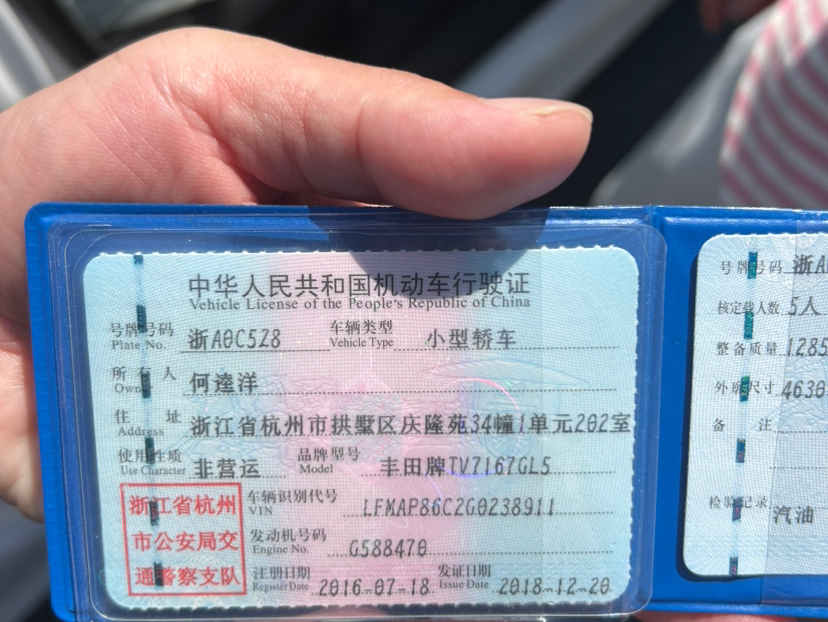 中华人民共和国机动车行驶证
Vehicle License of the People's Republic of China
号牌号码 浙A0C5Z8 车辆类型 小型轿车
Plate No. Vehicle Type
所有人 何逹洋
Owner
住址 浙江省杭州市拱墅区庆隆苑34幢1单元202室
Address
使用性质 非营运 品牌型号 丰田牌TV7167GL5
Use Character Model
浙江省杭州
市公安局交
通警察支队
车辆识别代号 LFMAP86C2G0238911
VIN
发动机号码 G588470
Engine No.
注册日期 2016-07-18 发证日期 2018-12-20
Register Date Issue Date
号牌号码 浙A
核定载人数 5人
整备质量 1285
外廓尺寸 4630
备注
检验记录
汽油